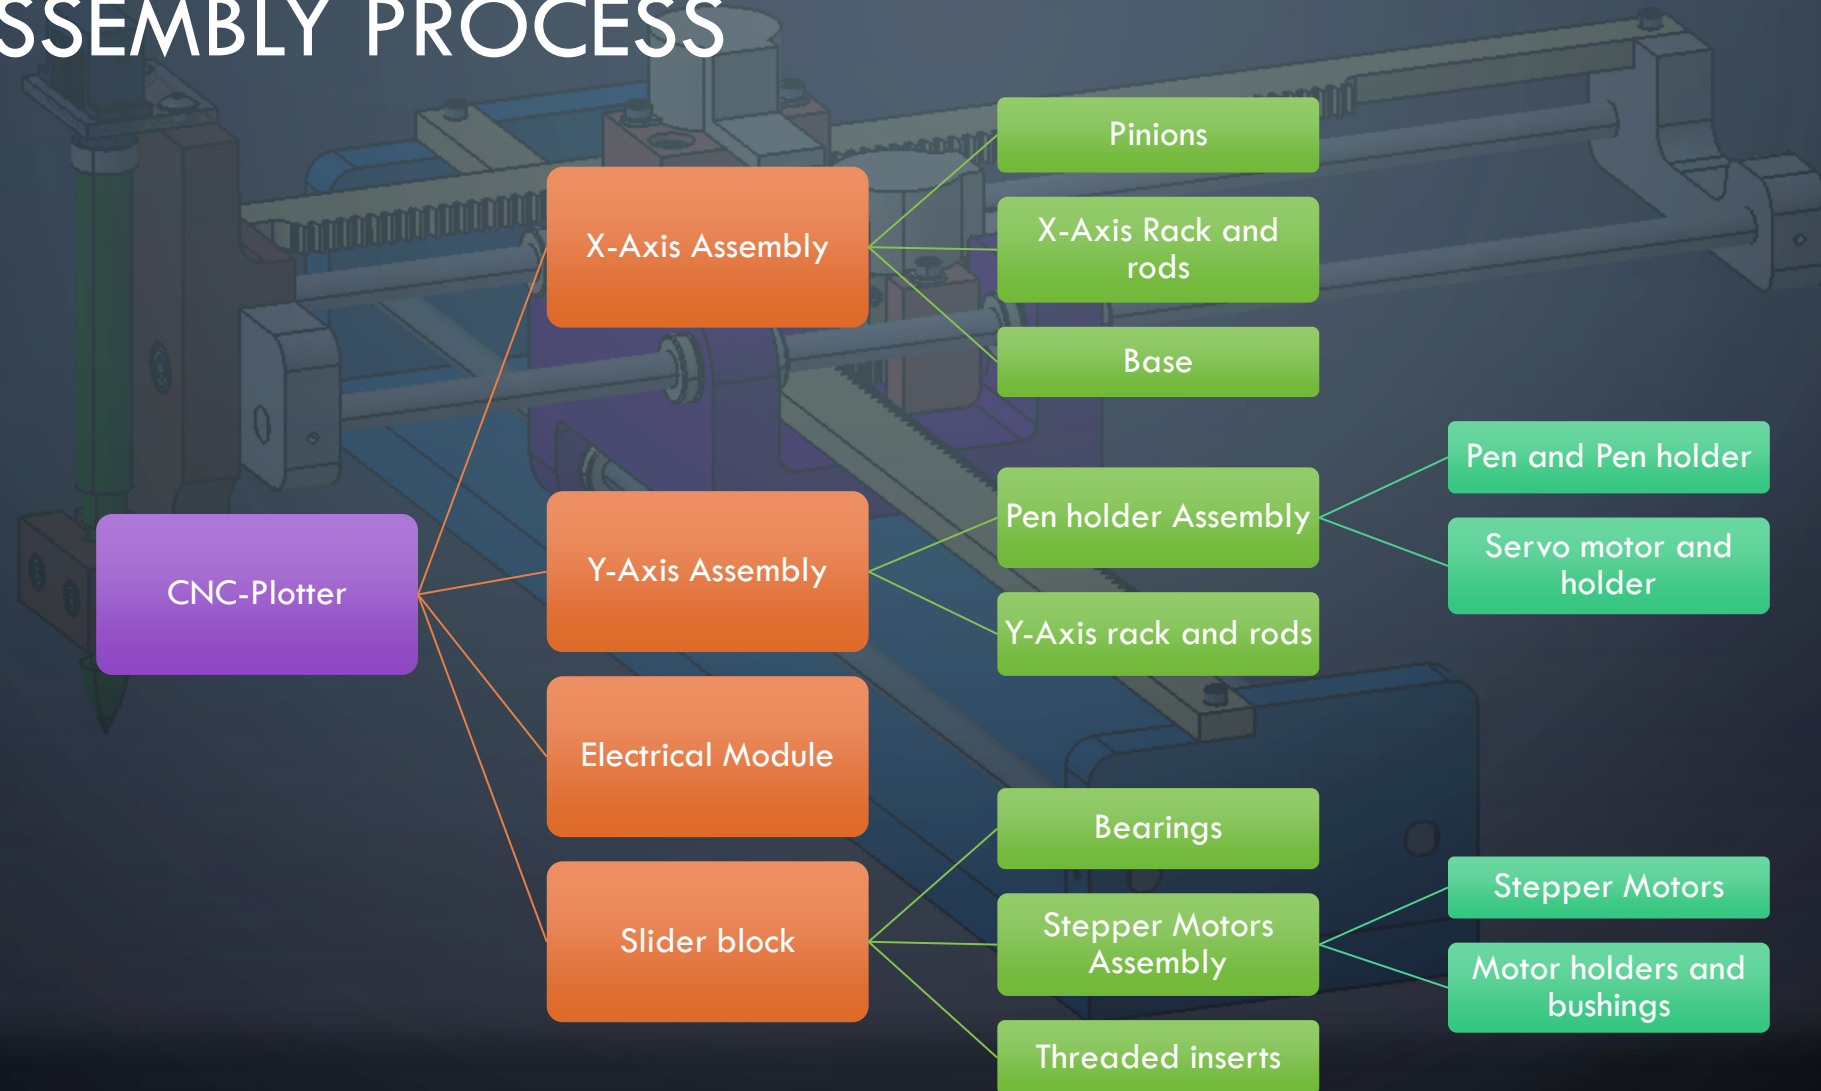 SSEMBLY PROCESS
CNC-Plotter
X-Axis Assembly
Pinions
X-Axis Rack and
rods
Base
Y-Axis Assembly
Pen holder Assembly
Pen and Pen holder
Servo motor and
holder
Y-Axis rack and rods
Electrical Module
Slider block
Bearings
Stepper Motors
Assembly
Stepper Motors
Motor holders and
bushings
Threaded inserts